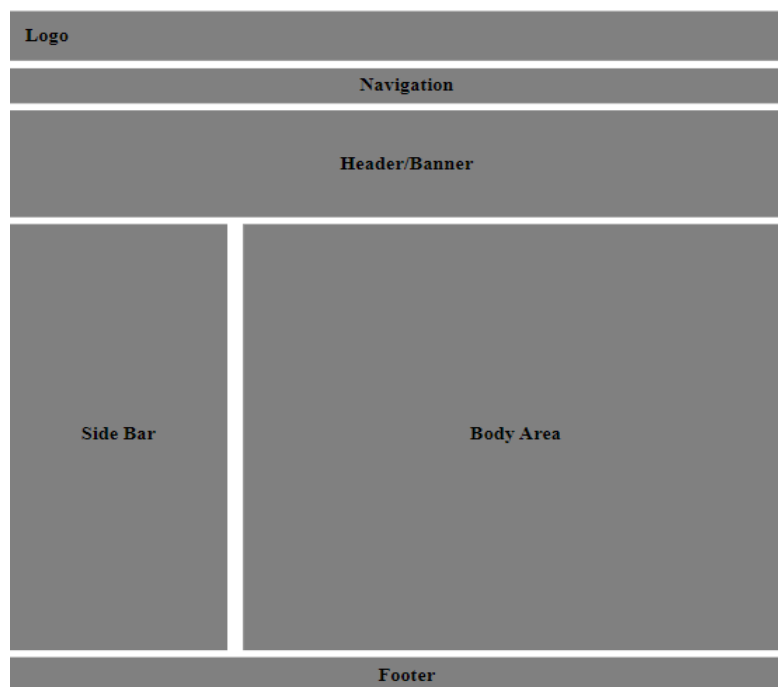 Logo
Navigation
Header/Banner
Side Bar
Body Area
Footer